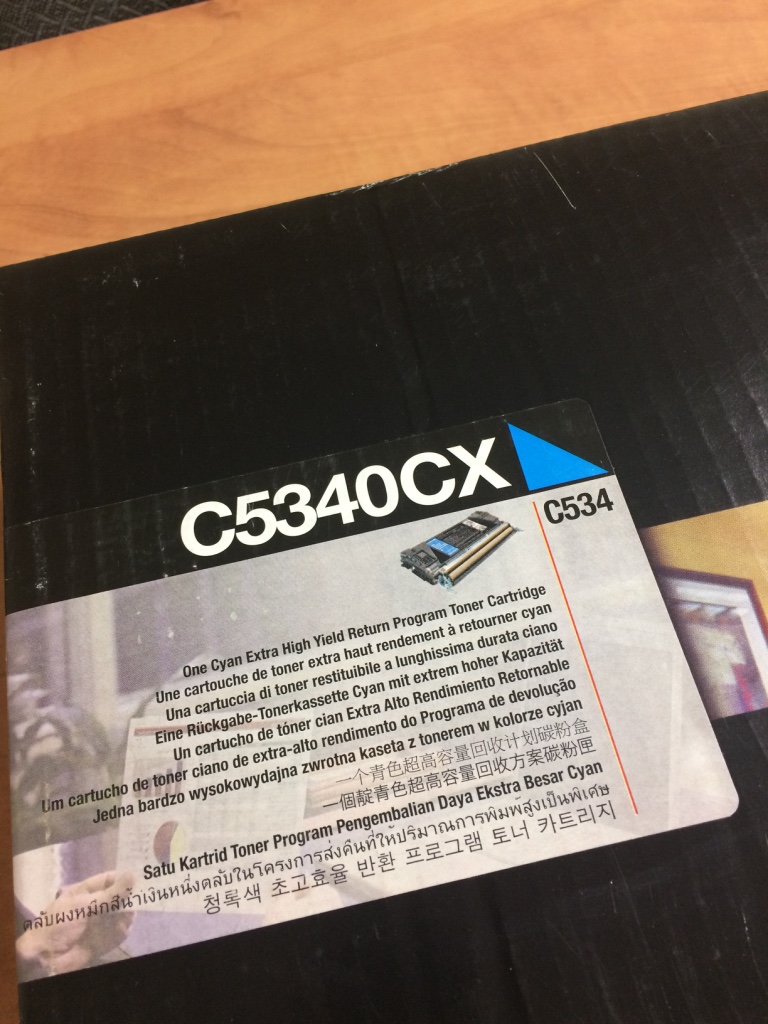 C5340CX
C534
One Cyan Extra High Yield Return Program Toner Cartridge
Une cartouche de toner extra haut rendement à retourner cyan
Una cartuccia di toner restituibile a lunghissima durata ciano
Eine Rückgabe-Tonerkassette Cyan mit extrem hoher Kapazität
Un cartucho de tóner cian Extra Alto Rendimiento Retornable
Um cartucho de toner ciano de extra-alto rendimento do Programa de devolução
Jedna bardzo wysokowydajna zwrotna kaseta z tonerem w kolorze cyjan
一个青色超高容量回收计划碳粉盒
一個靛青色超高容量回收方案碳粉匣
Satu Kartrid Toner Program Pengembalian Daya Ekstra Besar Cyan
ตลับผงหมึกสีน้ำเงินหนึ่งตลับในโครงการส่งคืนที่ให้ปริมาณการพิมพ์สูงเป็นพิเศษ
청록색 초고효율 반환 프로그램 토너 카트리지